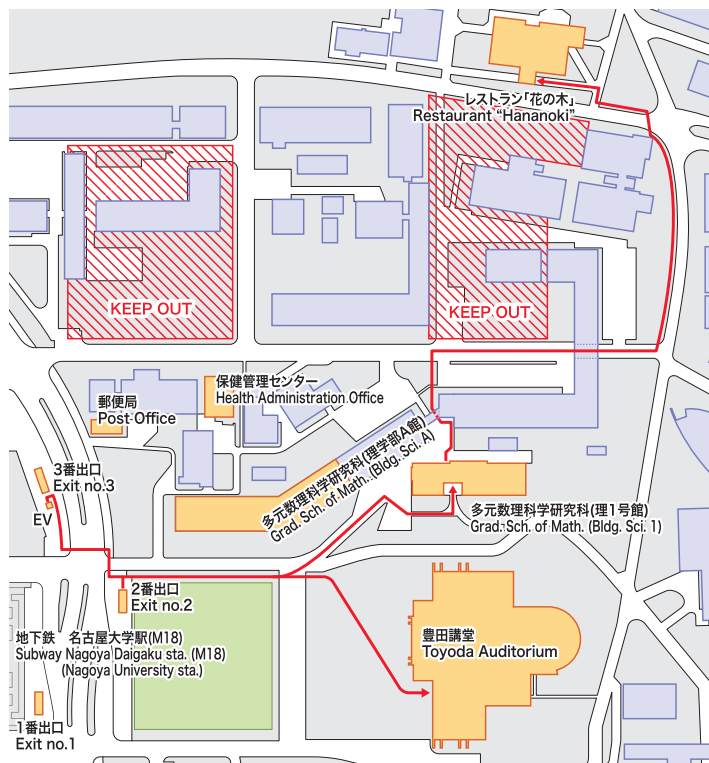 レストラン「花の木」
Restaurant “Hananoki”
KEEP OUT
KEEP OUT
保健管理センター
Health Administration Office
郵便局
Post Office
多元数理科学研究科(理学部A館)
Grad. Sch. of Math. (Bldg. Sci. A)
3番出口
Exit no.3
EV
多元数理科学研究科(理1号館)
Grad. Sch. of Math. (Bldg. Sci. 1)
2番出口
Exit no.2
地下鉄 名古屋大学駅(M18)
Subway Nagoya Daigaku sta. (M18)
(Nagoya University sta.)
豊田講堂
Toyoda Auditorium
1番出口
Exit no.1